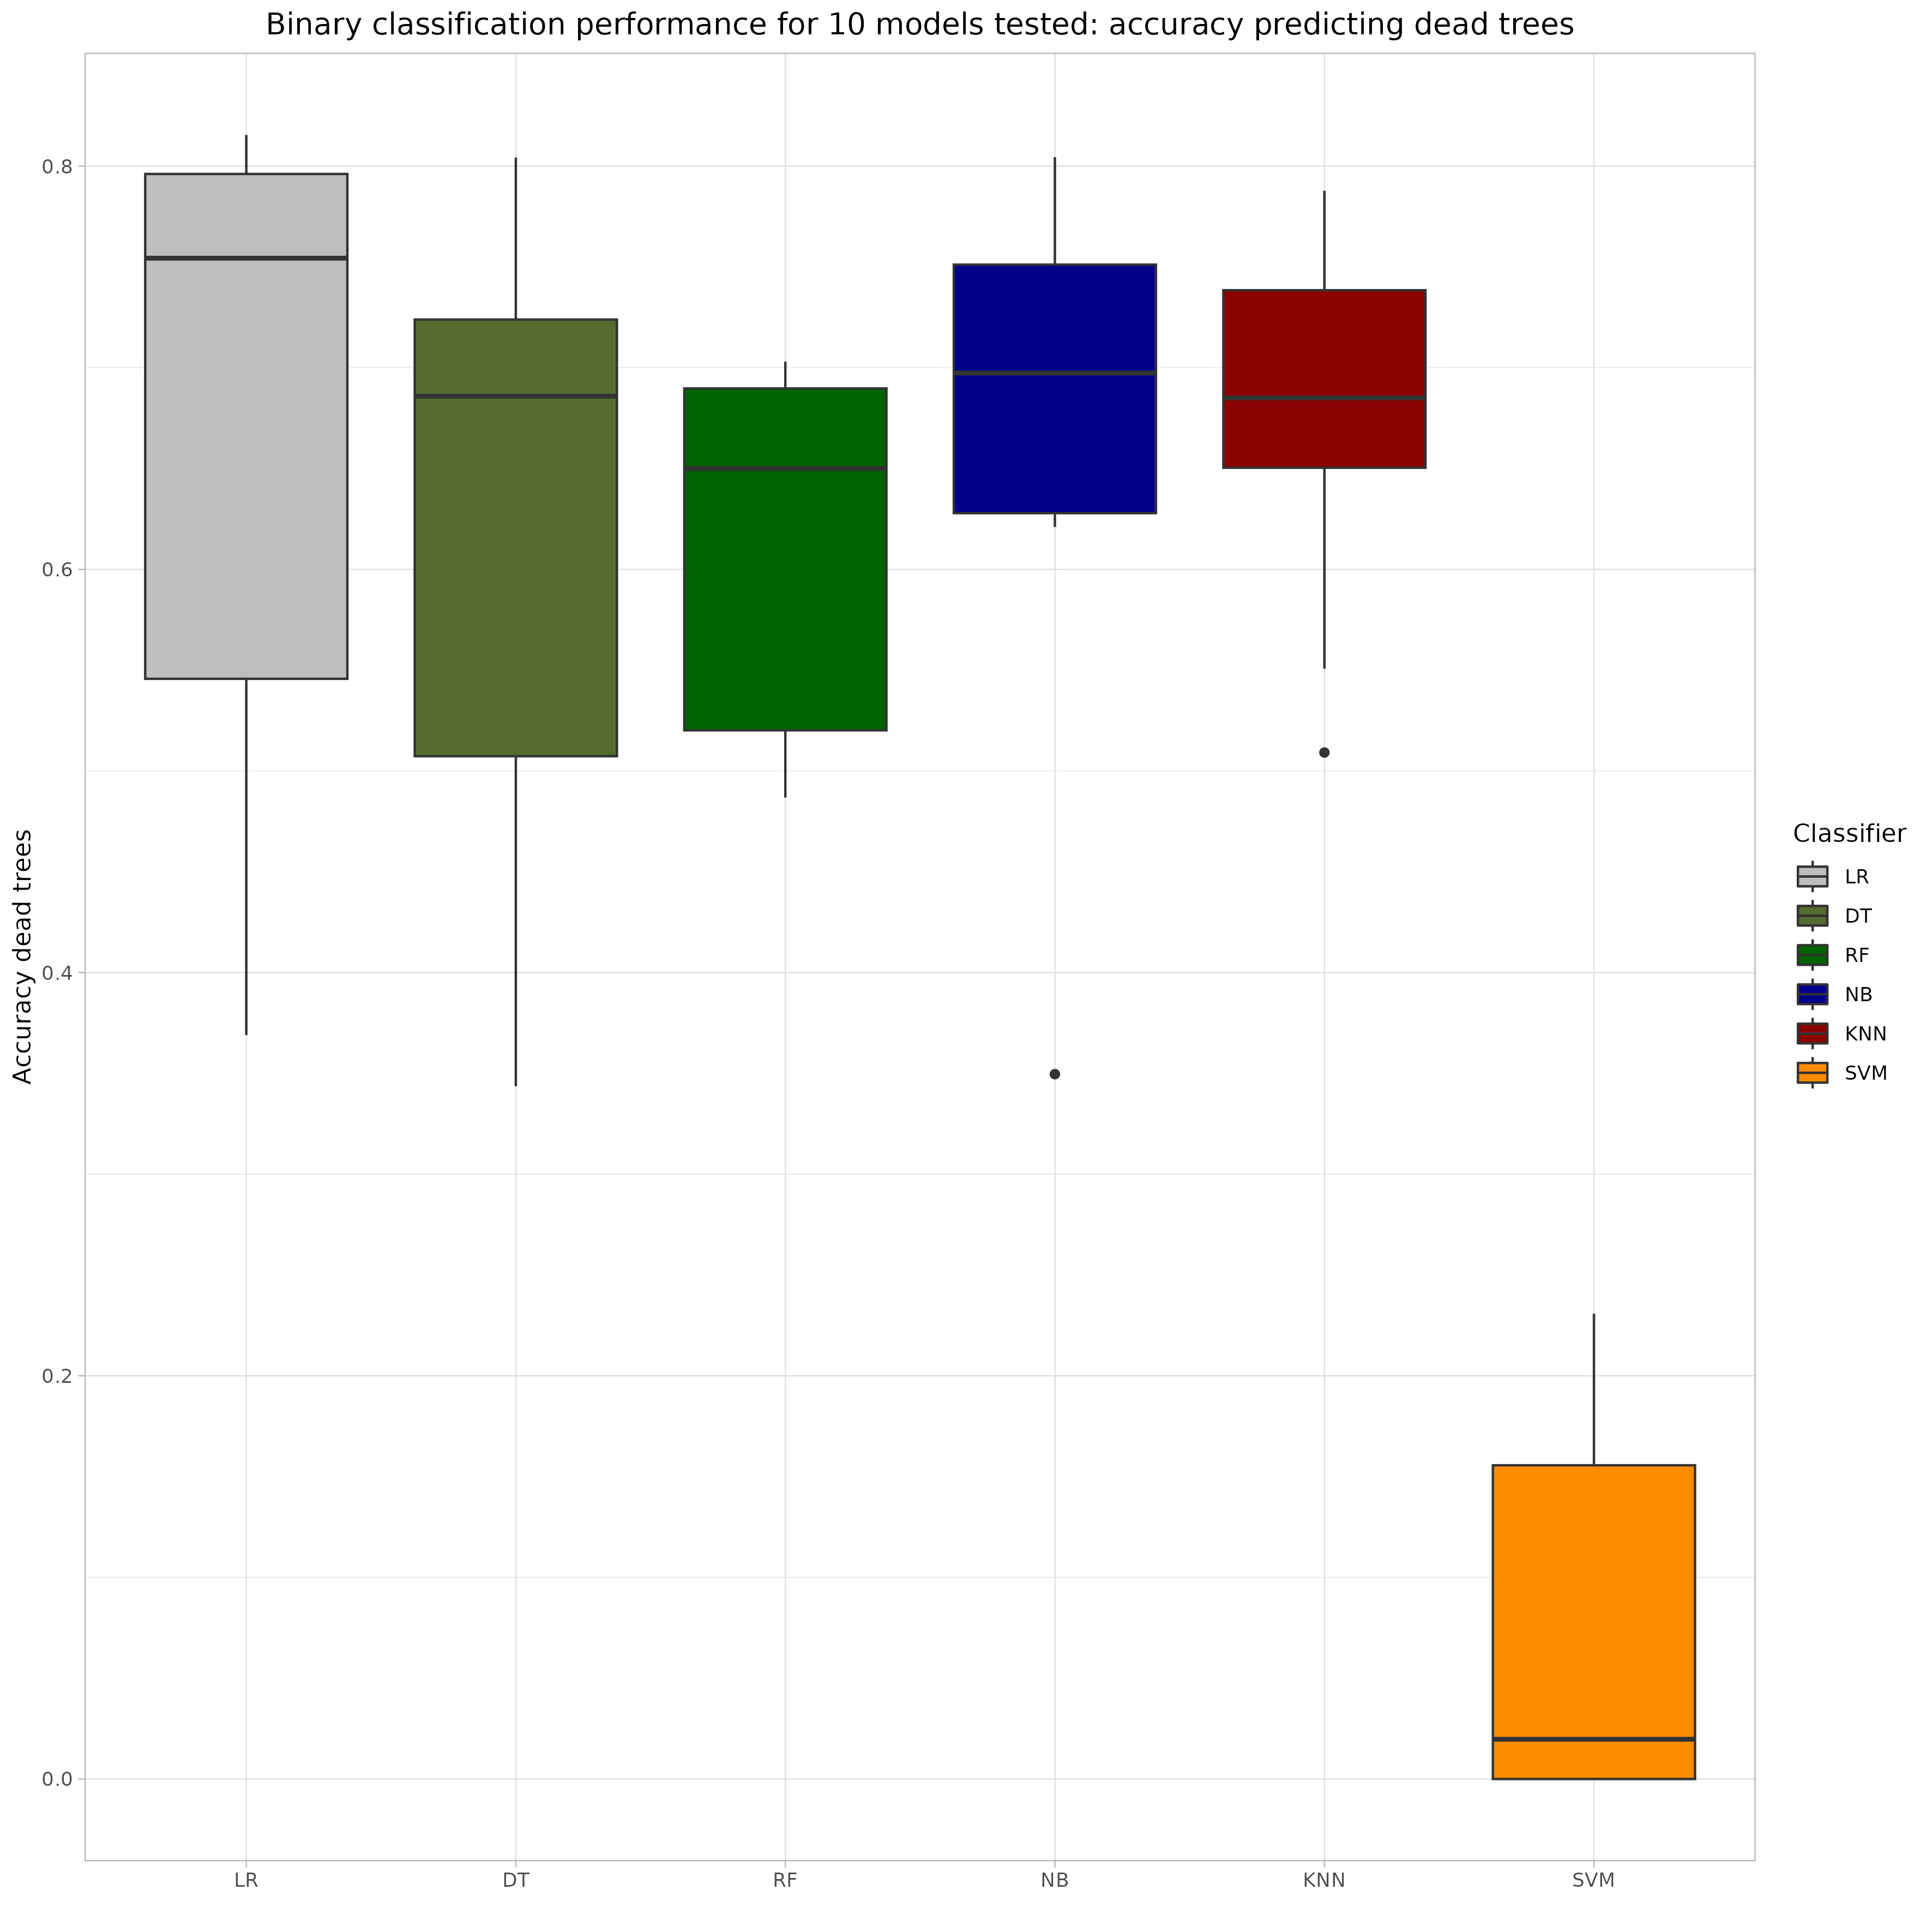 Binary classification performance for 10 models tested: accuracy predicting dead trees
Accuracy dead trees
0.8
0.6
0.4
0.2
0.0
LR
DT
RF
NB
KNN
SVM
Classifier
LR
DT
RF
NB
KNN
SVM